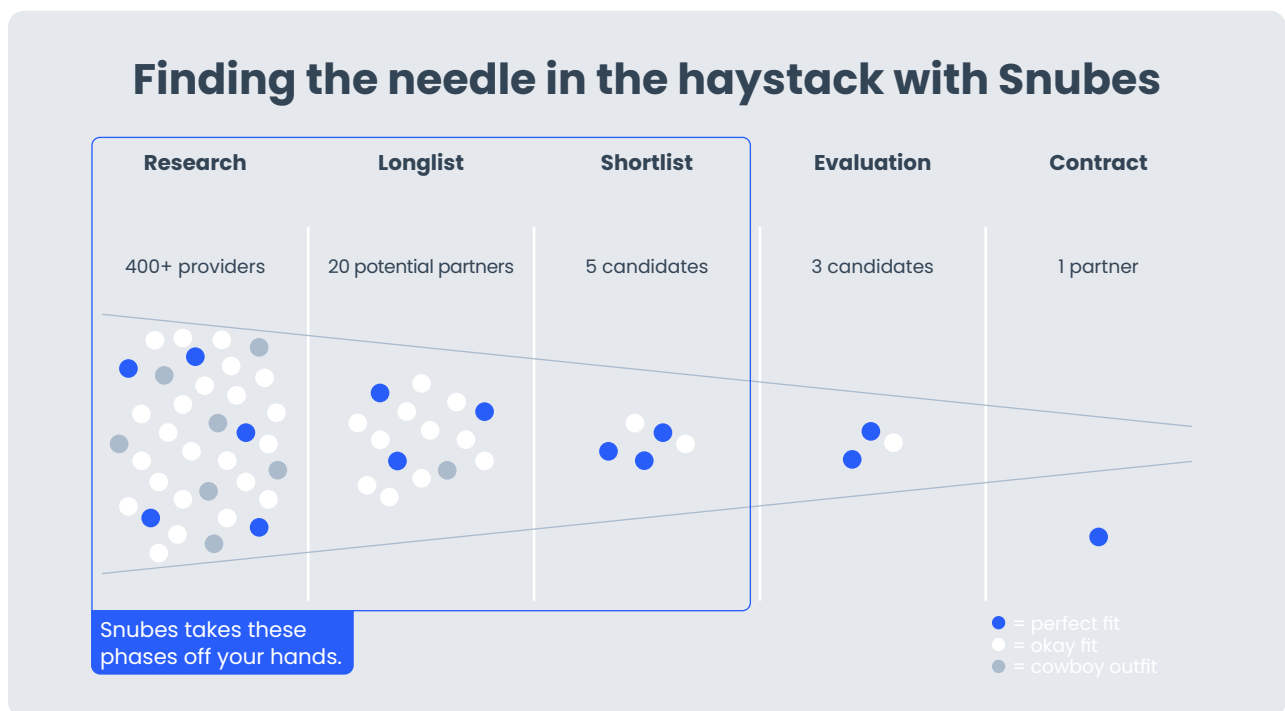 Finding the needle in the haystack with Snubes
Research
Longlist
Shortlist
Evaluation
Contract
400+ providers
20 potential partners
5 candidates
3 candidates
1 partner
Snubes takes these
phases off your hands.
= perfect fit
= okay fit
= cowboy outfit